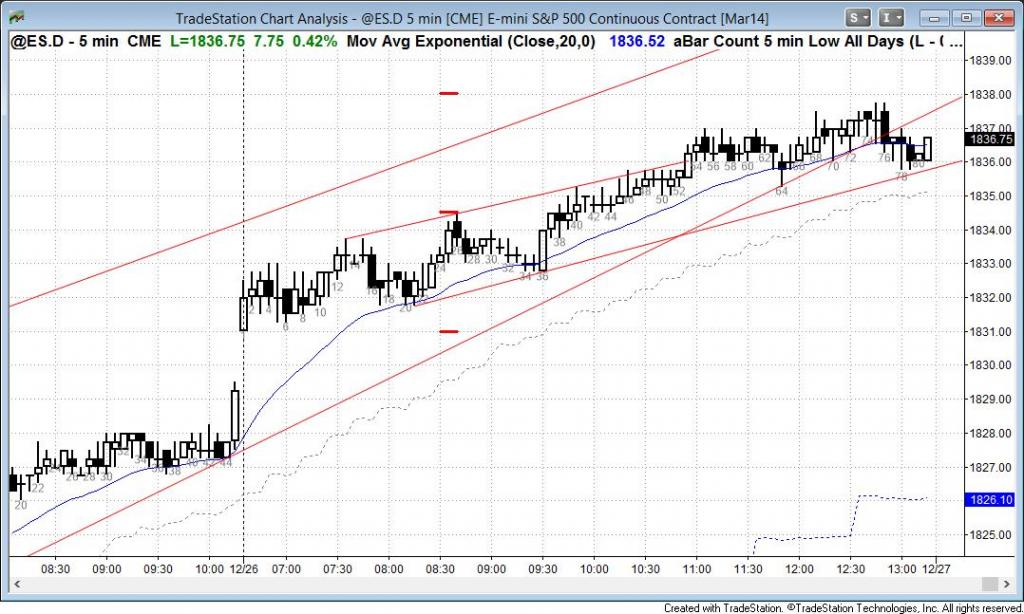 TradeStation Chart Analysis - @ES.D 5 min [CME] E-mini S&P 500 Continuous Contract [Mar14]
S I
@ES.D - 5 min CME L=1836.75 7.75 0.42% Mov Avg Exponential (Close,20,0) 1836.52 aBar Count 5 min Low All Days (L - ( ...
1839.00
1838.00
1837.00
1836.75
1836.00
1835.00
1834.00
1833.00
1832.00
1831.00
1830.00
1829.00
1828.00
1827.00
1826.10
1825.00
20 22 28 30 38 40 42 44
2 4 6 8 10 12 14 18 20 24 28 30 32 34 36 38 40 42 44 48 50 52 54 56 58 60 62 64 68 70 72 74 76 78 80
08:30 09:00 09:30 10:00 12/26 07:00 07:30 08:00 08:30 09:00 09:30 10:00 10:30 11:00 11:30 12:00 12:30 13:00 12/27
Created with TradeStation. ©TradeStation Technologies, Inc. All rights reserved.